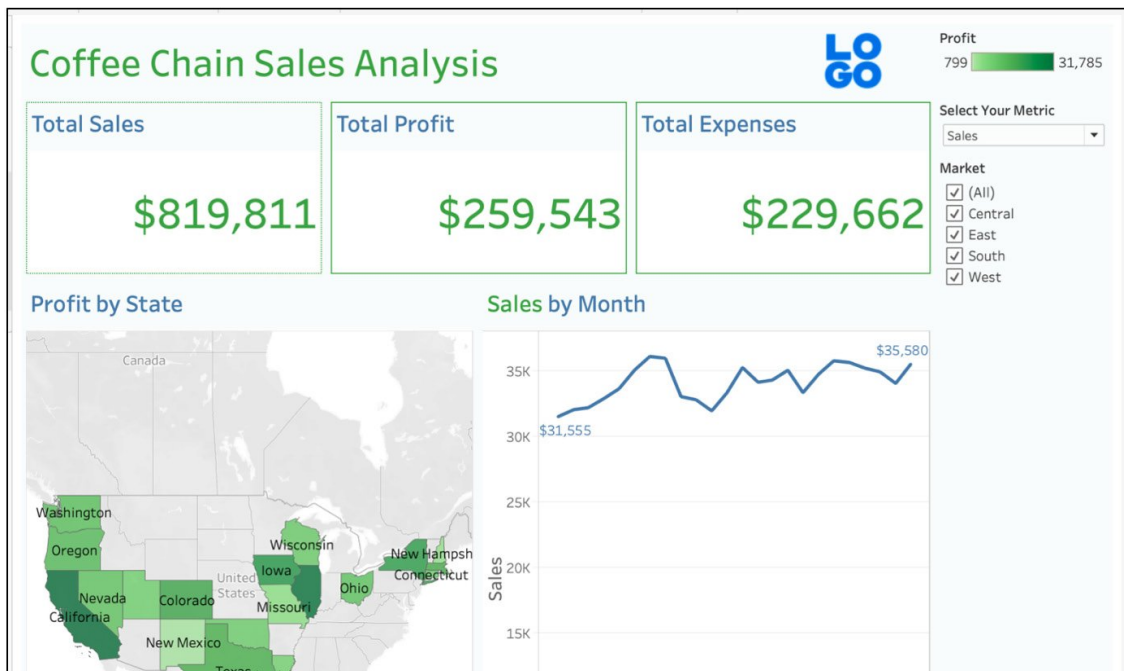 Coffee Chain Sales Analysis
LO
GO
Profit
799 31,785
Select Your Metric
Sales
Market
(All)
Central
East
South
West
Total Sales
$819,811
Total Profit
$259,543
Total Expenses
$229,662
Profit by State
Canada
Washington
Oregon
Wisconsin
New Hampsh
Iowa
Connecticut
United
States
Ohio
Nevada
Colorado
Missouri
California
New Mexico
Texas
Sales by Month
$35,580
35K
$31,555
30K
25K
20K
15K
Sales